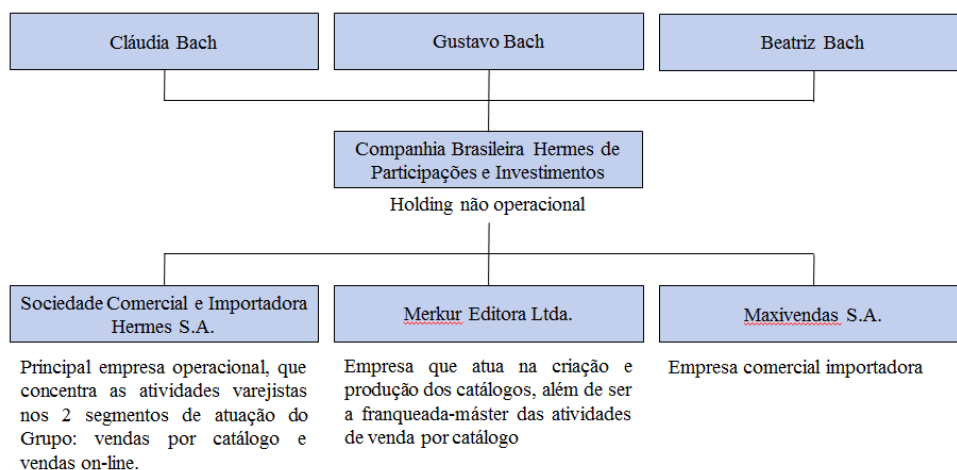 Cláudia Bach
Gustavo Bach
Beatriz Bach
Companhia Brasileira Hermes de
Participações e Investimentos
Holding não operacional
Sociedade Comercial e Importadora
Hermes S.A.
Merkur Editora Ltda.
Maxivendas S.A.
Principal empresa operacional, que
concentra as atividades varejistas
nos 2 segmentos de atuação do
Grupo: vendas por catálogo e
vendas on-line.
Empresa que atua na criação e
produção dos catálogos, além de ser
a franqueada-máster das atividades
de venda por catálogo
Empresa comercial importadora